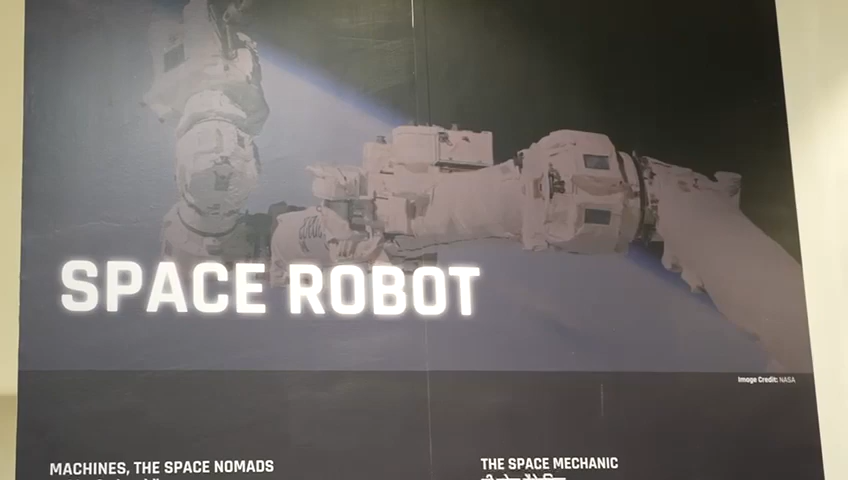 SPACE ROBOT
Image Credit: NASA
MACHINES, THE SPACE NOMADS
THE SPACE MECHANIC